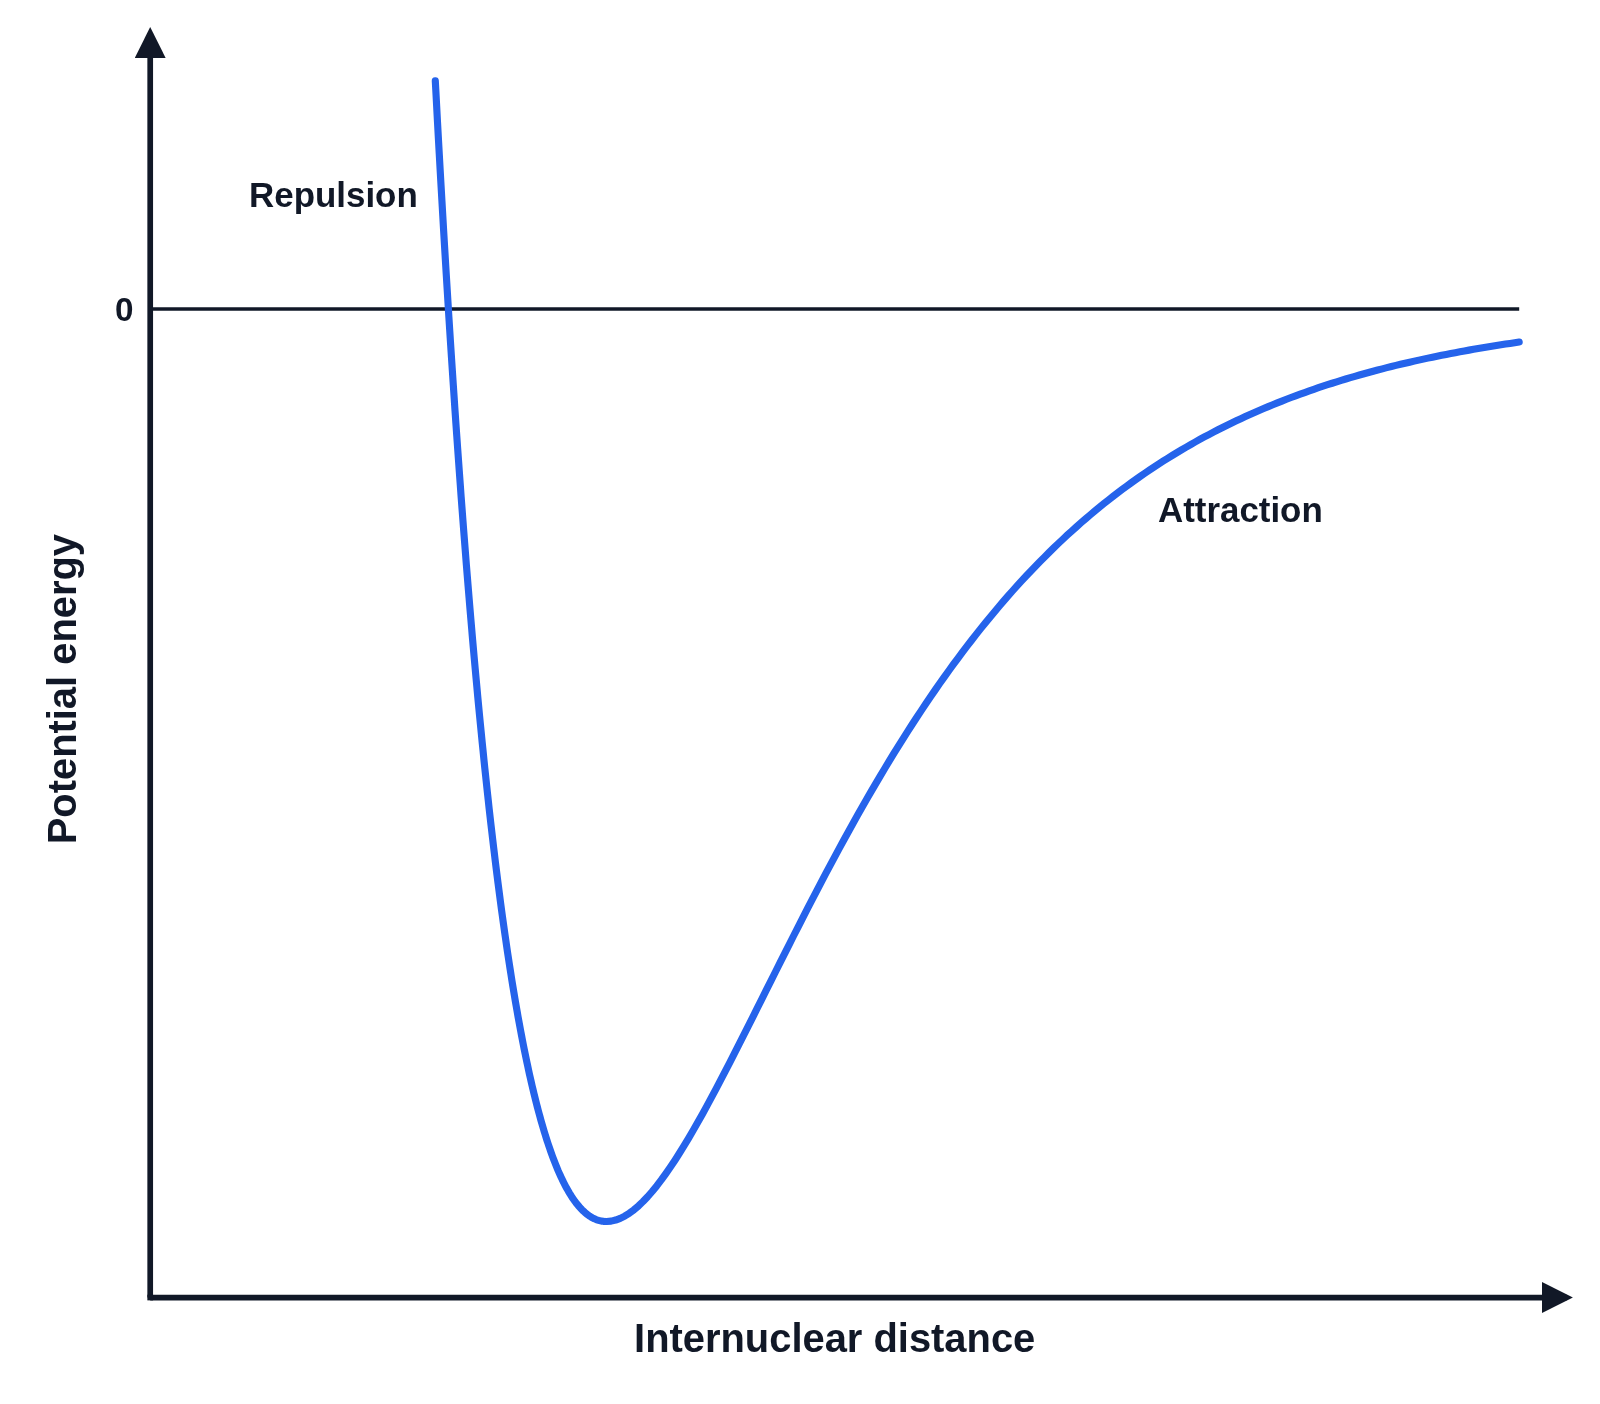 Repulsion
0
Attraction
Potential energy
Internuclear distance